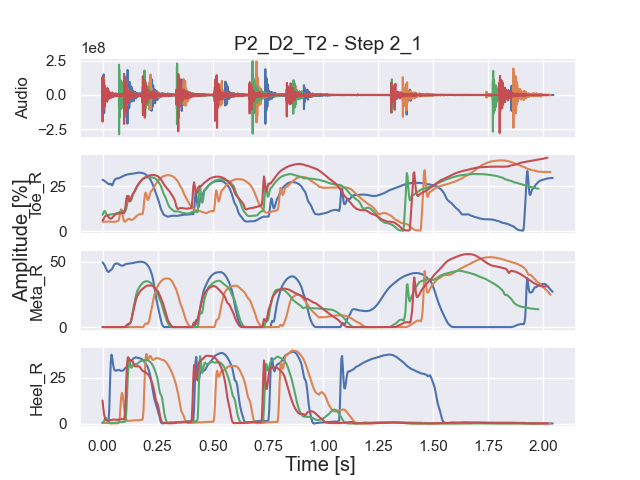 P2_D2_T2 - Step 2_1
1e8
2.5
0.0
−2.5
Audio
25
0
Toe_R
Amplitude [%]
50
0
Meta_R
25
0
Heel_R
0.00 0.25 0.50 0.75 1.00 1.25 1.50 1.75 2.00
Time [s]